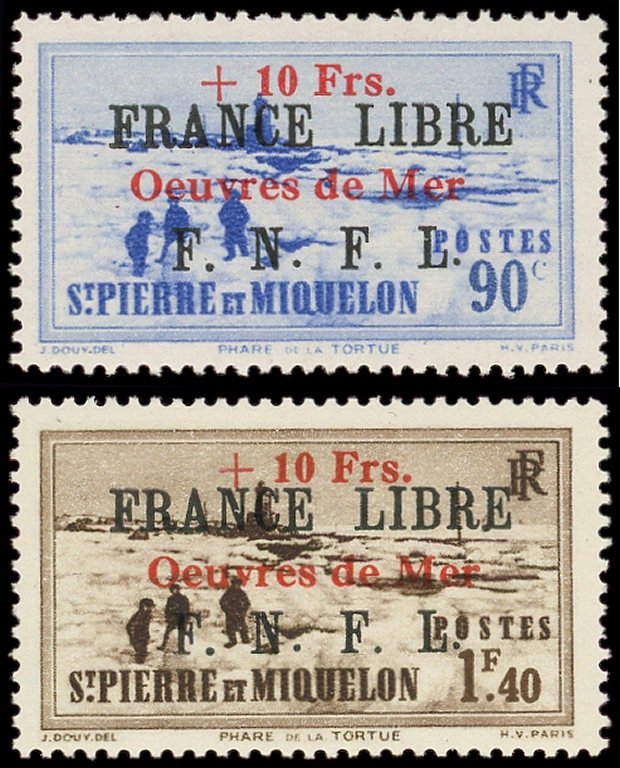 + 10 Frs.
RF
FRANCE LIBRE
Oeuvres de Mer
F. N. F. L.
POSTES
ST PIERRE ET MIQUELON
90c
J. DOUY. DEL
PHARE DE LA TORTUE
H. V. PARIS
+ 10 Frs.
RF
FRANCE LIBRE
Oeuvres de Mer
F. N. F. L.
POSTES
ST PIERRE ET MIQUELON
1F.40
J. DOUY. DEL
PHARE DE LA TORTUE
H. V. PARIS